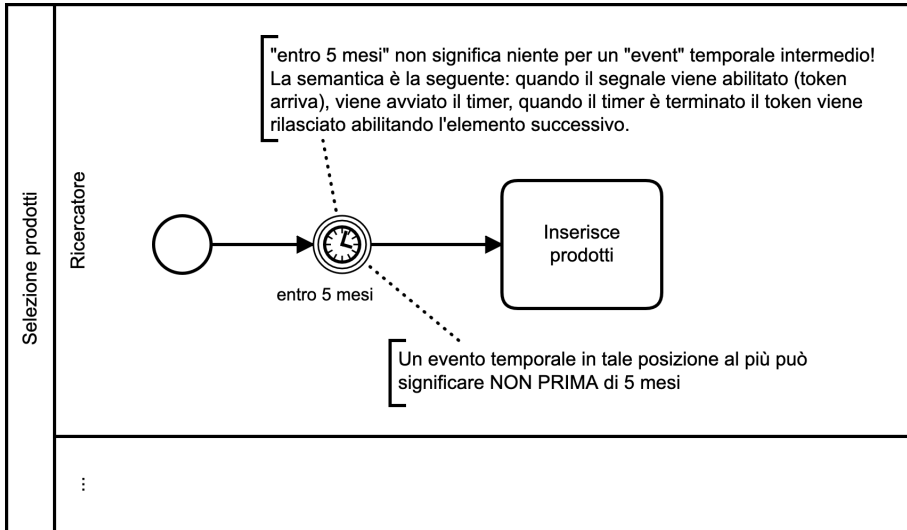 Selezione prodotti
Ricercatore
"entro 5 mesi" non significa niente per un "event" temporale intermedio!
La semantica è la seguente: quando il segnale viene abilitato (token
arriva), viene avviato il timer, quando il timer è terminato il token viene
rilasciato abilitando l'elemento successivo.
entro 5 mesi
Inserisce
prodotti
Un evento temporale in tale posizione al più può
significare NON PRIMA di 5 mesi
...